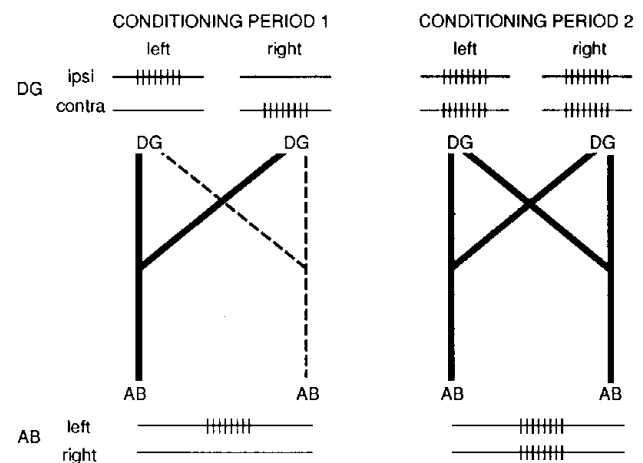 CONDITIONING PERIOD 1 CONDITIONING PERIOD 2
left right left right
DG ipsi
contra
DG DG DG DG
AB AB AB AB
AB left
right